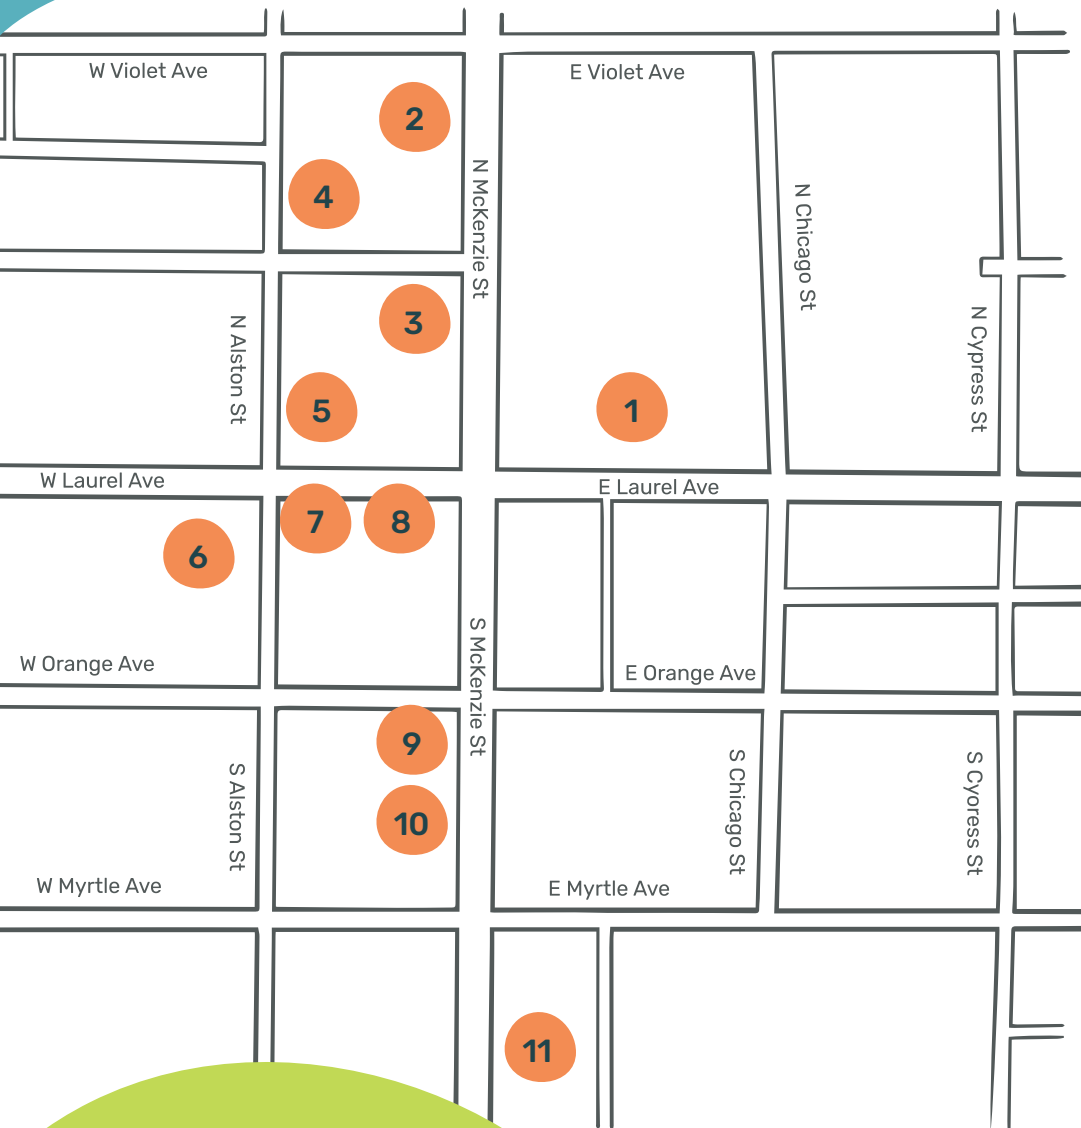 W Violet Ave
E Violet Ave
2
4
N McKenzie St
N Chicago St
3
N Alston St
N Cypress St
5
1
W Laurel Ave
E Laurel Ave
7
8
6
S McKenzie St
W Orange Ave
E Orange Ave
9
S Alston St
S Chicago St
S Cyoress St
10
W Myrtle Ave
E Myrtle Ave
11